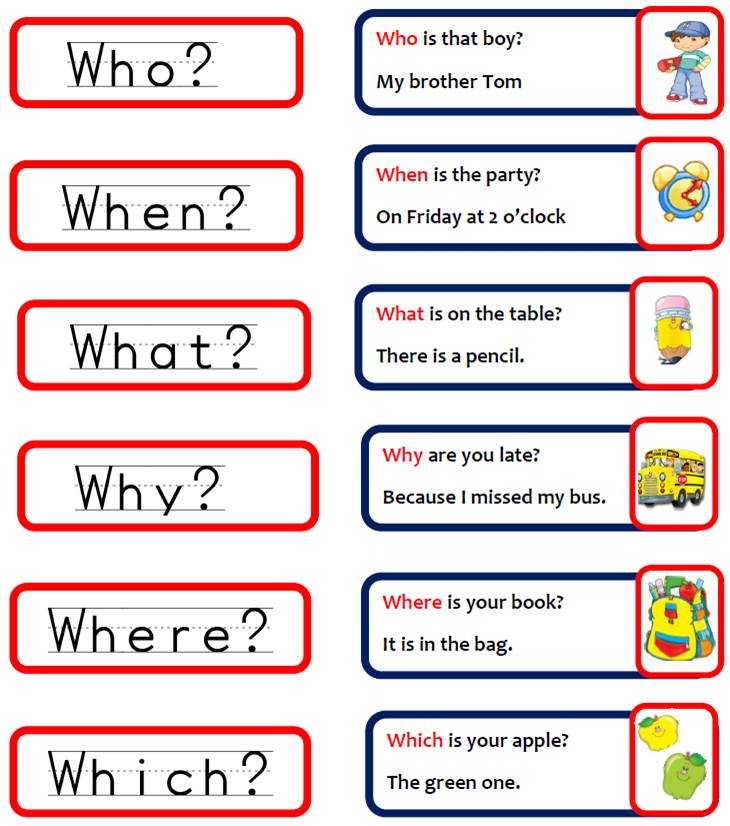 Who?
Who is that boy?
My brother Tom
When?
When is the party?
On Friday at 2 o’clock
What?
What is on the table?
There is a pencil.
Why?
Why are you late?
Because I missed my bus.
Where?
Where is your book?
It is in the bag.
Which?
Which is your apple?
The green one.